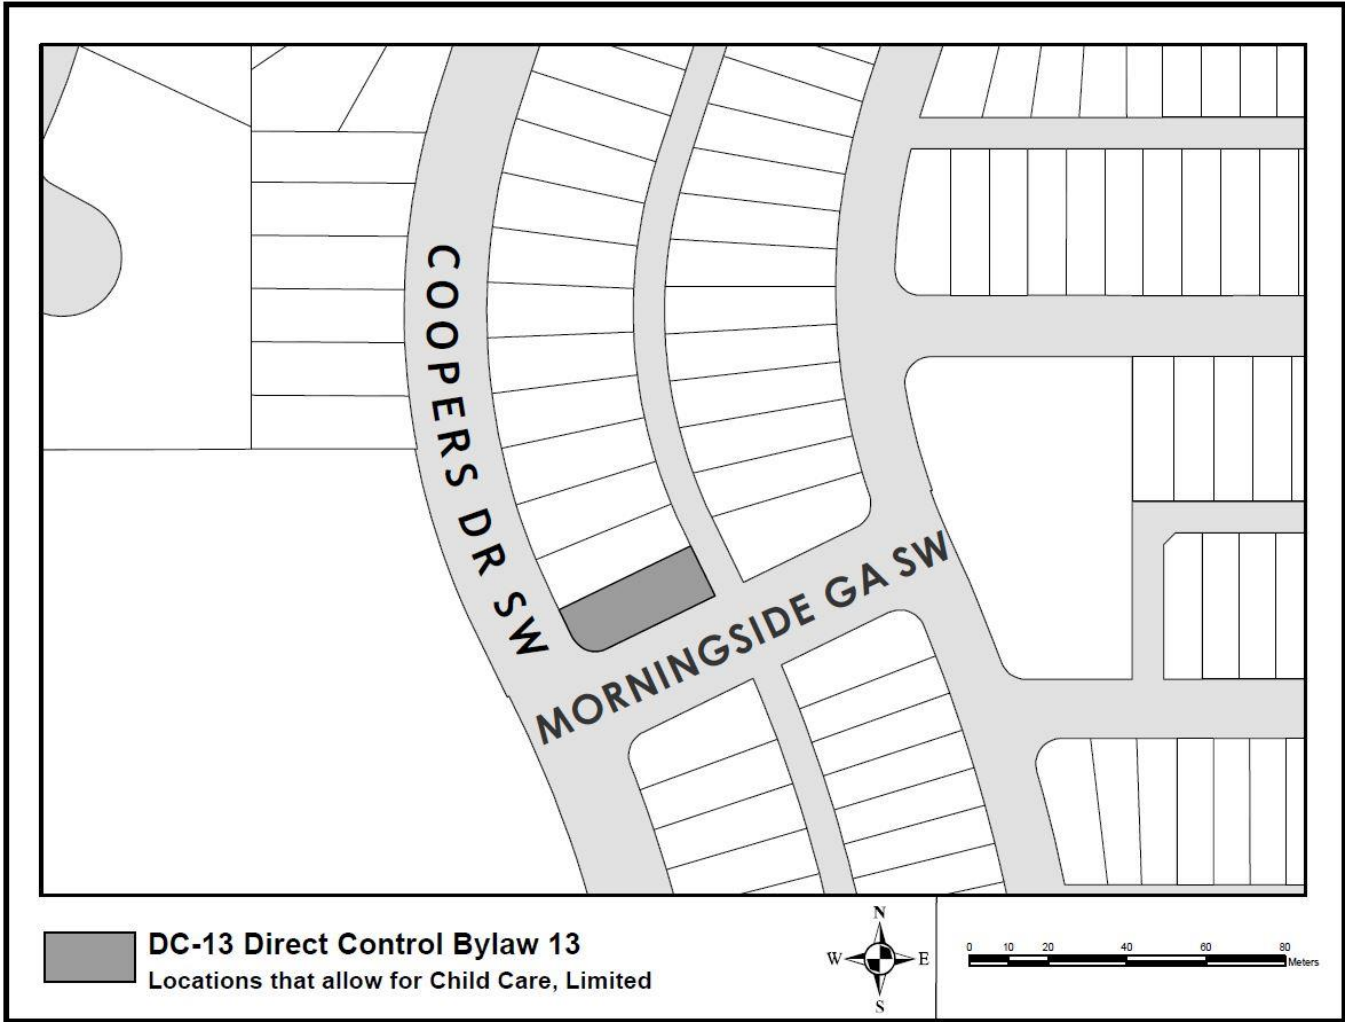 COOPERS DR SW
MORNINGSIDE GA SW
DC-13 Direct Control Bylaw 13
Locations that allow for Child Care, Limited
N
W E
S
0 10 20 40 60 80
Meters